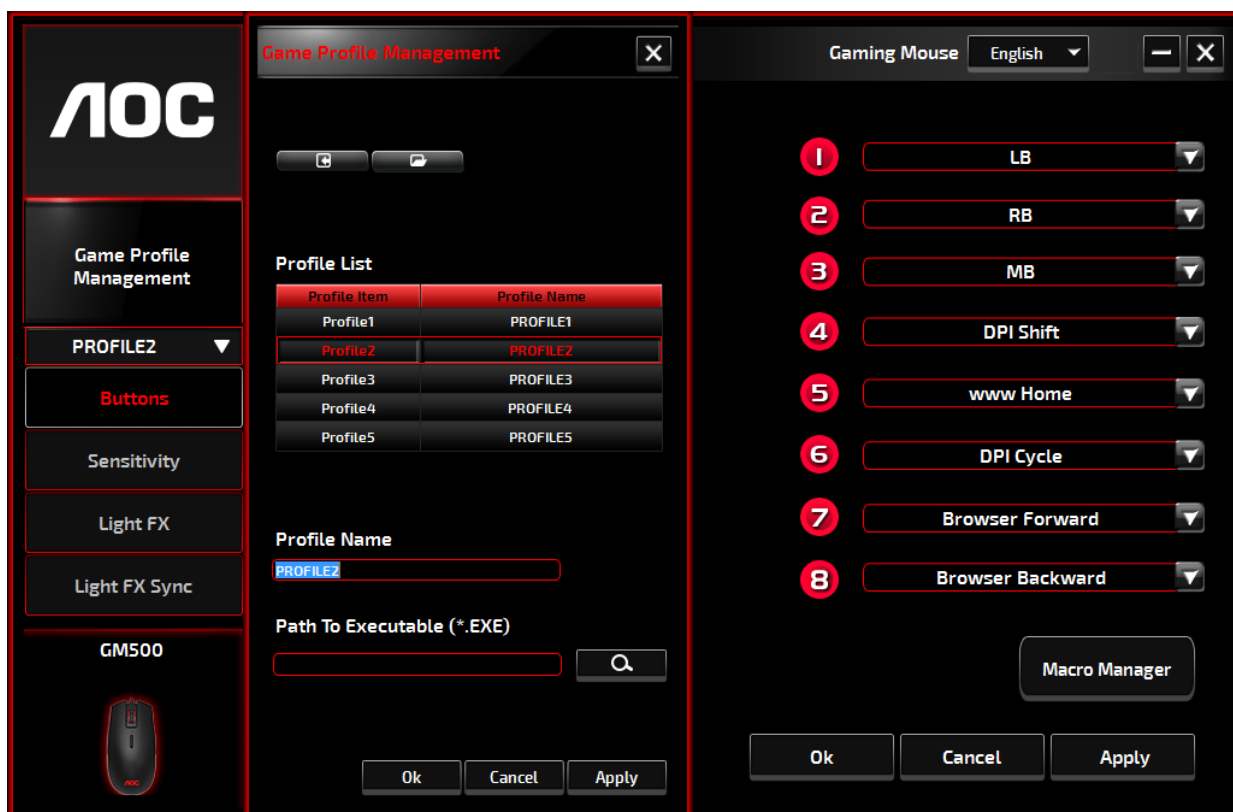 AOC
Game Profile
Management
PROFILE2
Buttons
Sensitivity
Light FX
Light FX Sync
GM500
AOC
Game Profile Management
Profile List
Profile Item Profile Name
Profile1 PROFILE1
Profile2 PROFILE2
Profile3 PROFILE3
Profile4 PROFILE4
Profile5 PROFILE5
Profile Name
PROFILE2
Path To Executable (*.EXE)
Ok Cancel Apply
Gaming Mouse English
1 LB
2 RB
3 MB
4 DPI Shift
5 www Home
6 DPI Cycle
7 Browser Forward
8 Browser Backward
Macro Manager
Ok Cancel Apply